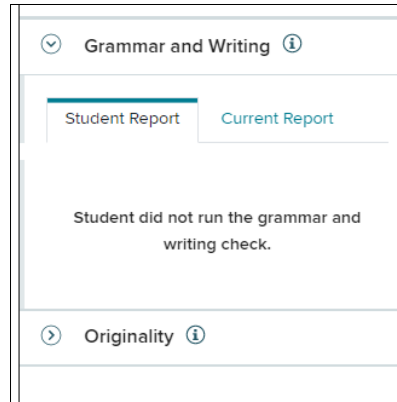 Grammar and Writing
Student Report Current Report
Student did not run the grammar and
writing check.
Originality